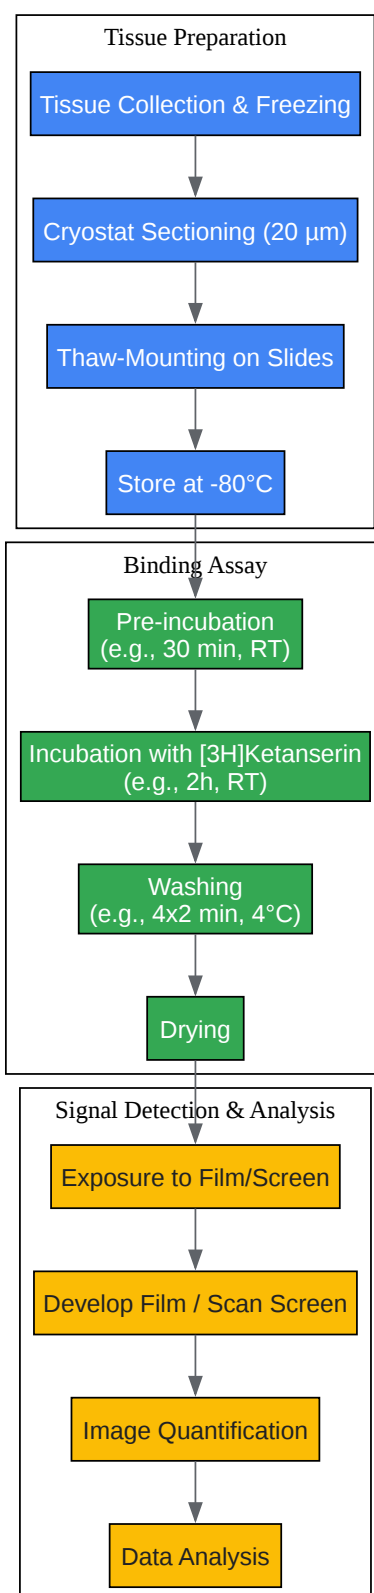 Tissue Preparation
Tissue Collection & Freezing
Cryostat Sectioning (20 µm)
Thaw-Mounting on Slides
Store at -80°C
Binding Assay
Pre-incubation
(e.g., 30 min, RT)
Incubation with [3H]Ketanserin
(e.g., 2h, RT)
Washing
(e.g., 4x2 min, 4°C)
Drying
Signal Detection & Analysis
Exposure to Film/Screen
Develop Film / Scan Screen
Image Quantification
Data Analysis